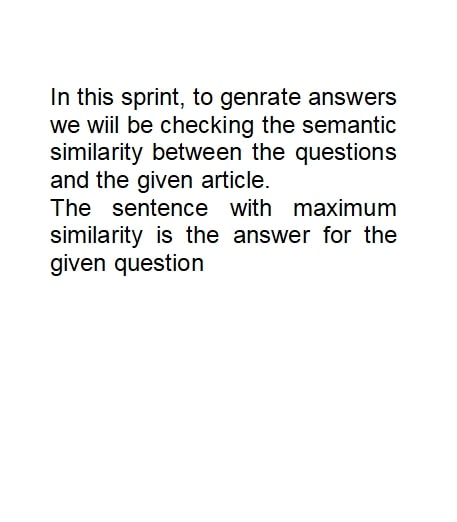 In this sprint, to genrate answers
we wiil be checking the semantic
similarity between the questions
and the given article.
The sentence with maximum
similarity is the answer for the
given question